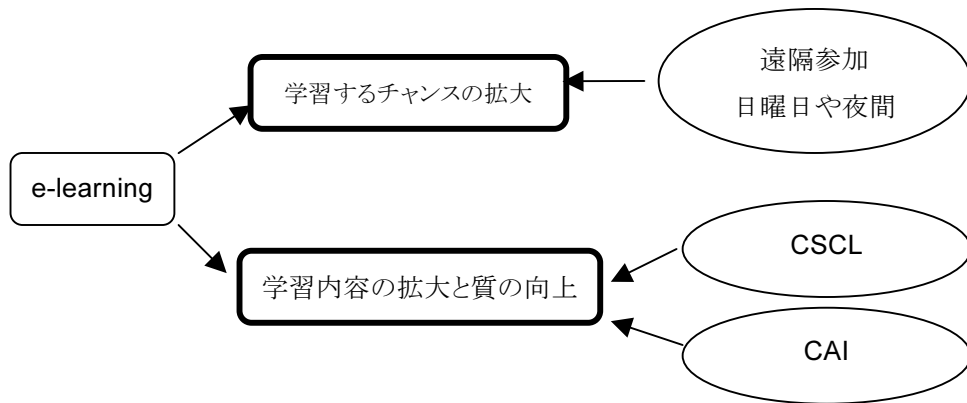 学習するチャンスの拡大
遠隔参加
日曜日や夜間
e-learning
学習内容の拡大と質の向上
CSCL
CAI